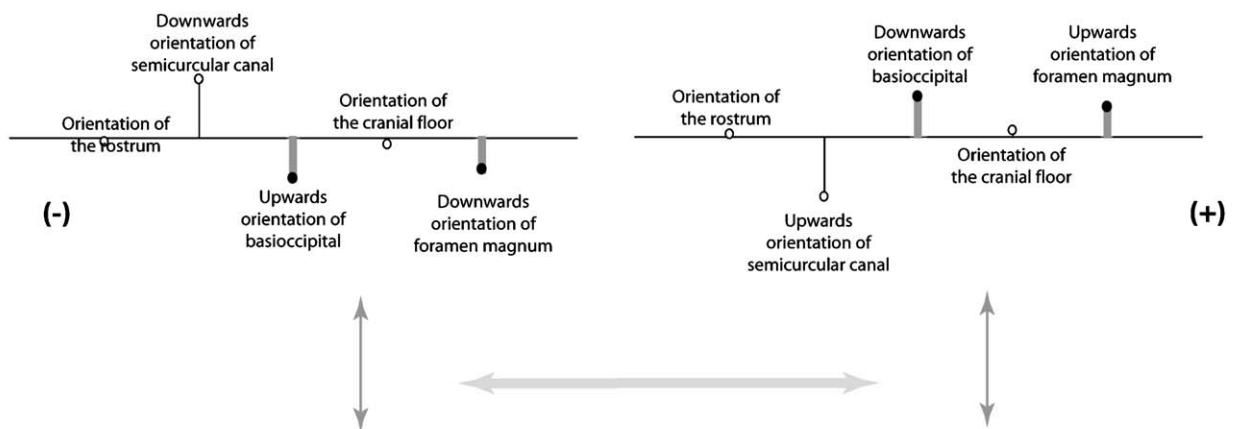 Downwards
orientation of
semicurcular canal
Orientation of
the rostrum
Orientation of
the cranial floor
Upwards
orientation of
basioccipital
Downwards
orientation of
foramen magnum
(-)
Orientation of
the rostrum
Downwards
orientation of
basioccipital
Upwards
orientation of
foramen magnum
Orientation of
the cranial floor
Upwards
orientation of
semicurcular canal
(+)